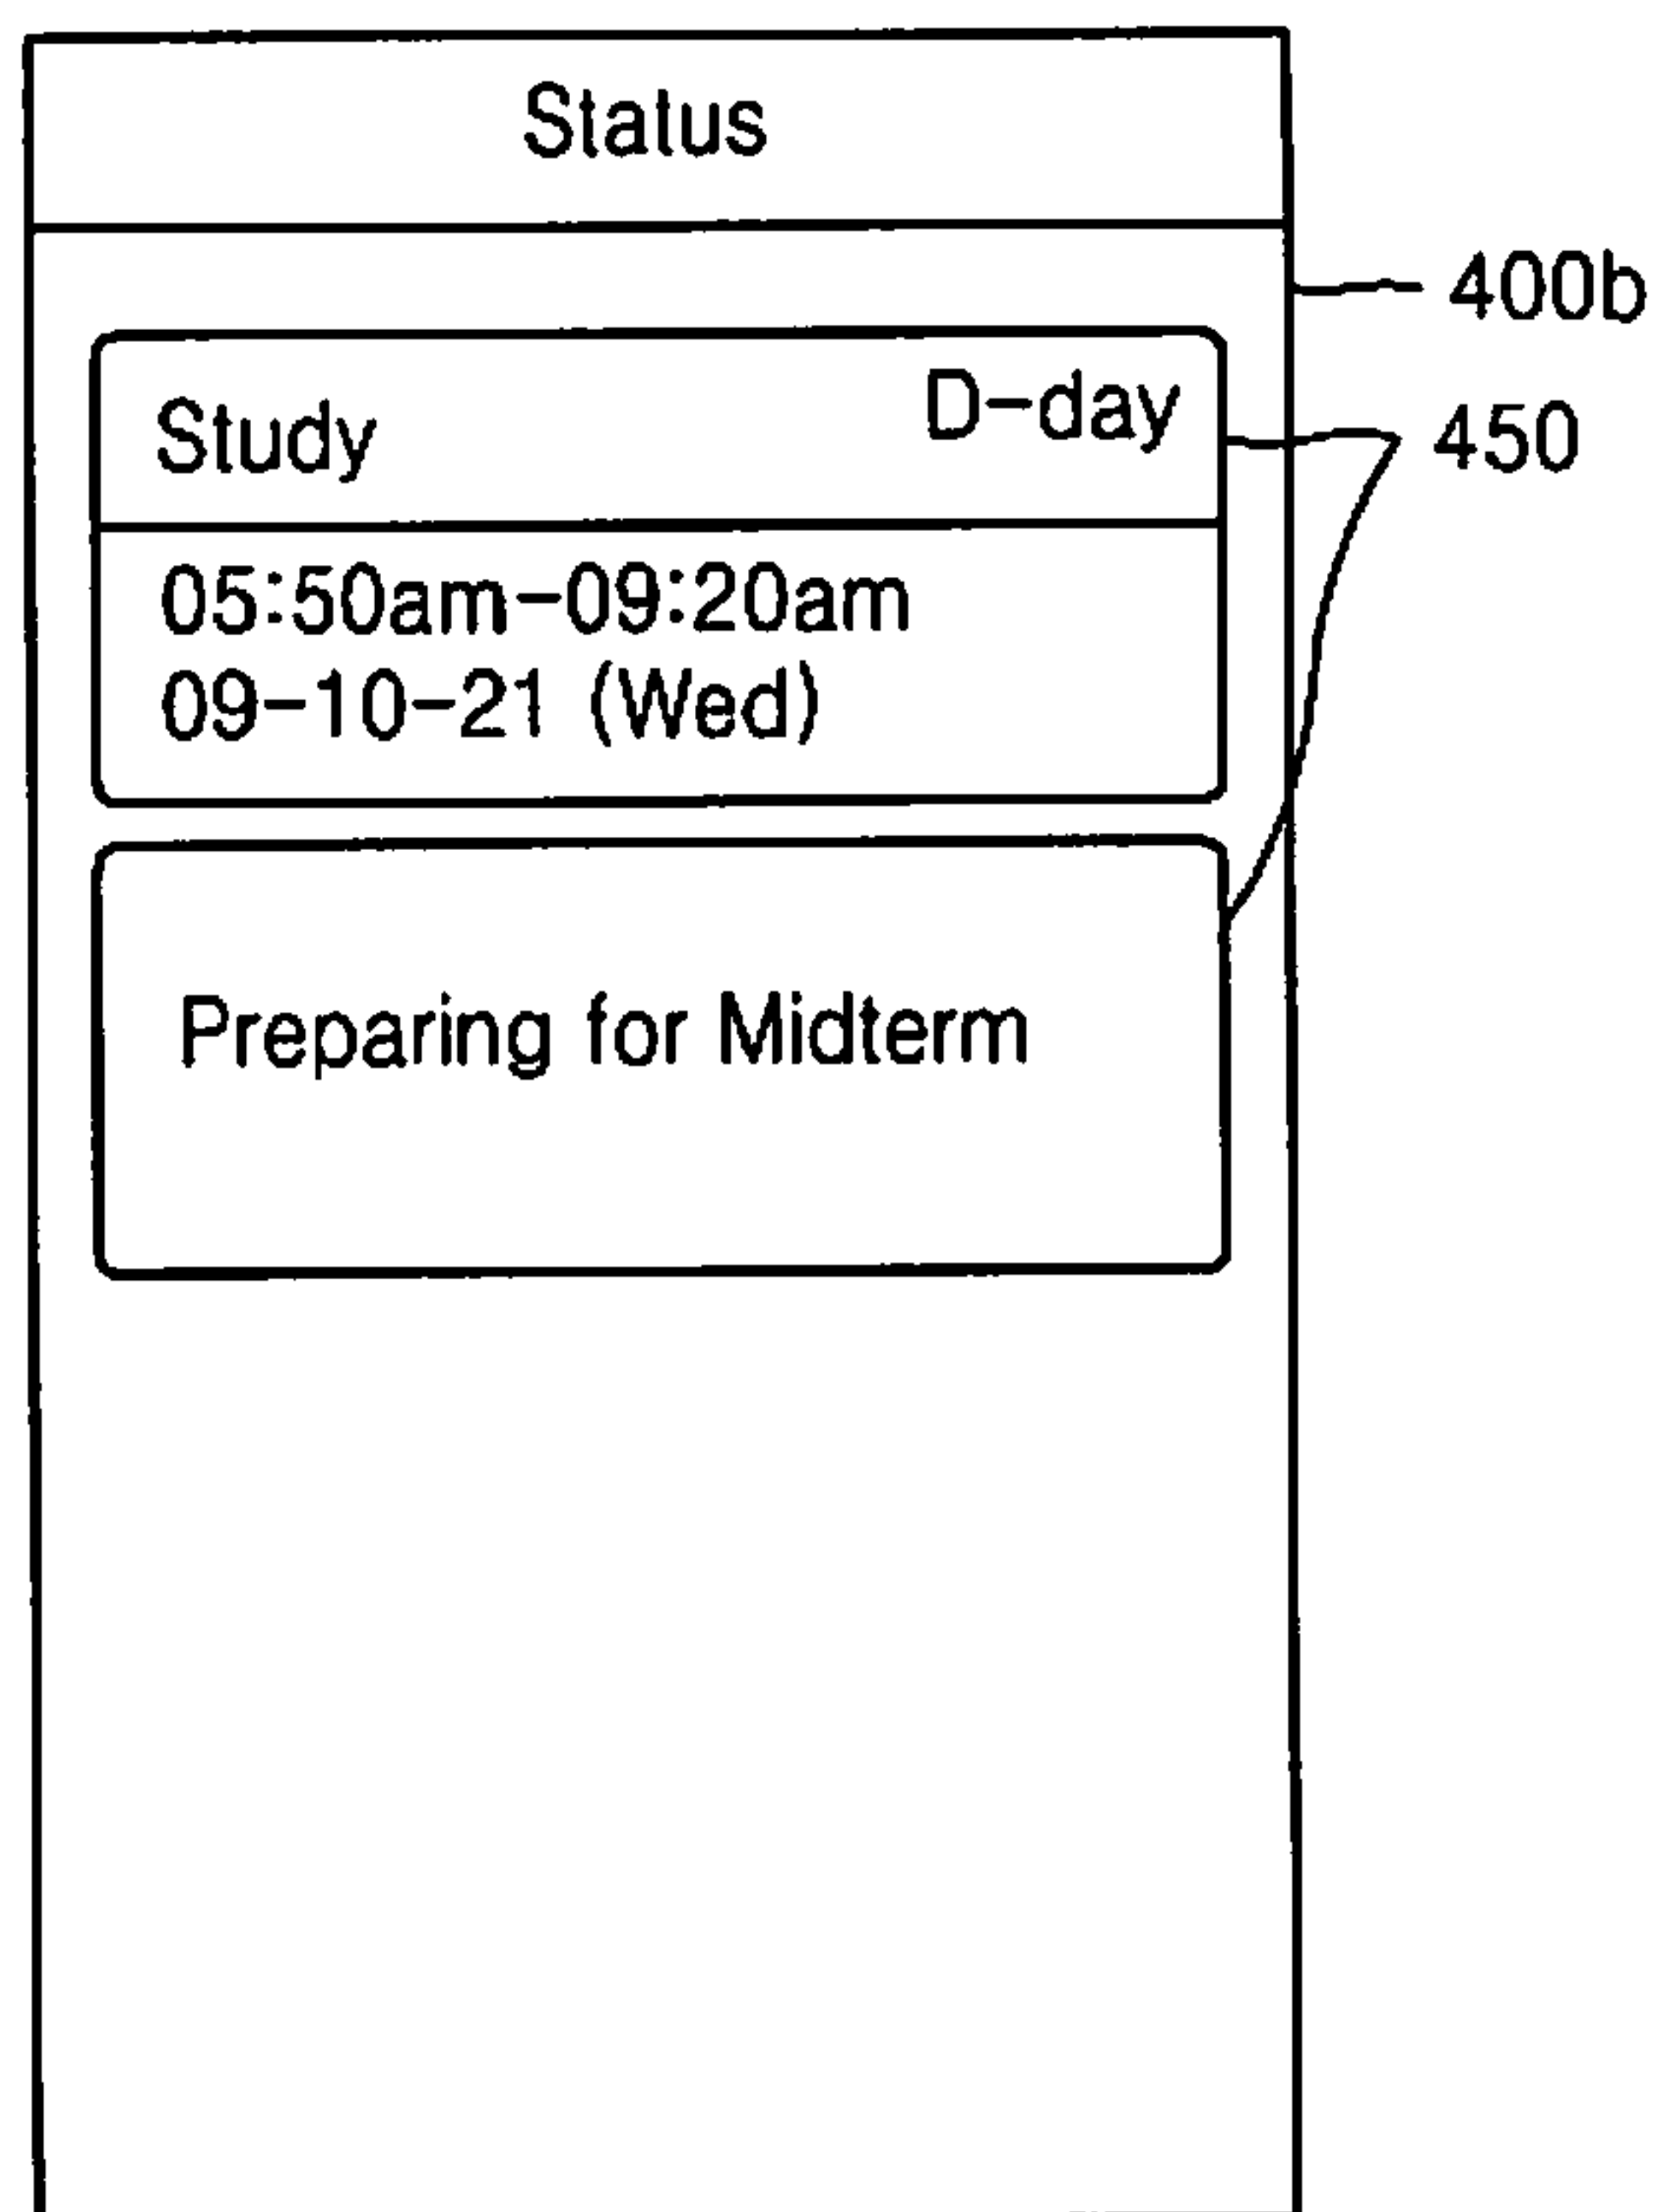 Status
400b
Study D-day
450
05:50am-09:20am
09-10-21 (Wed)
Preparing for Midterm